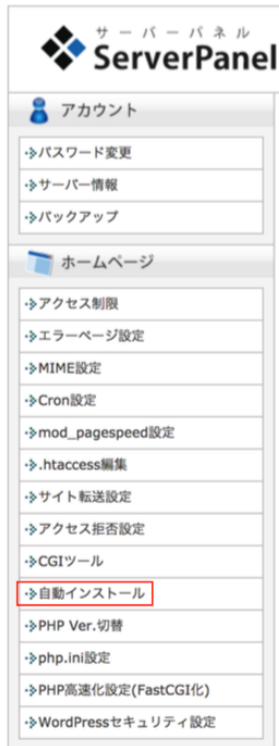 サーバーパネル
ServerPanel
アカウント
パスワード変更
サーバー情報
バックアップ
ホームページ
アクセス制限
エラーページ設定
MIME設定
Cron設定
mod_pagespeed設定
.htaccess編集
サイト転送設定
アクセス拒否設定
CGIツール
自動インストール
PHP Ver.切替
php.ini設定
PHP高速化設定(FastCGI化)
WordPressセキュリティ設定